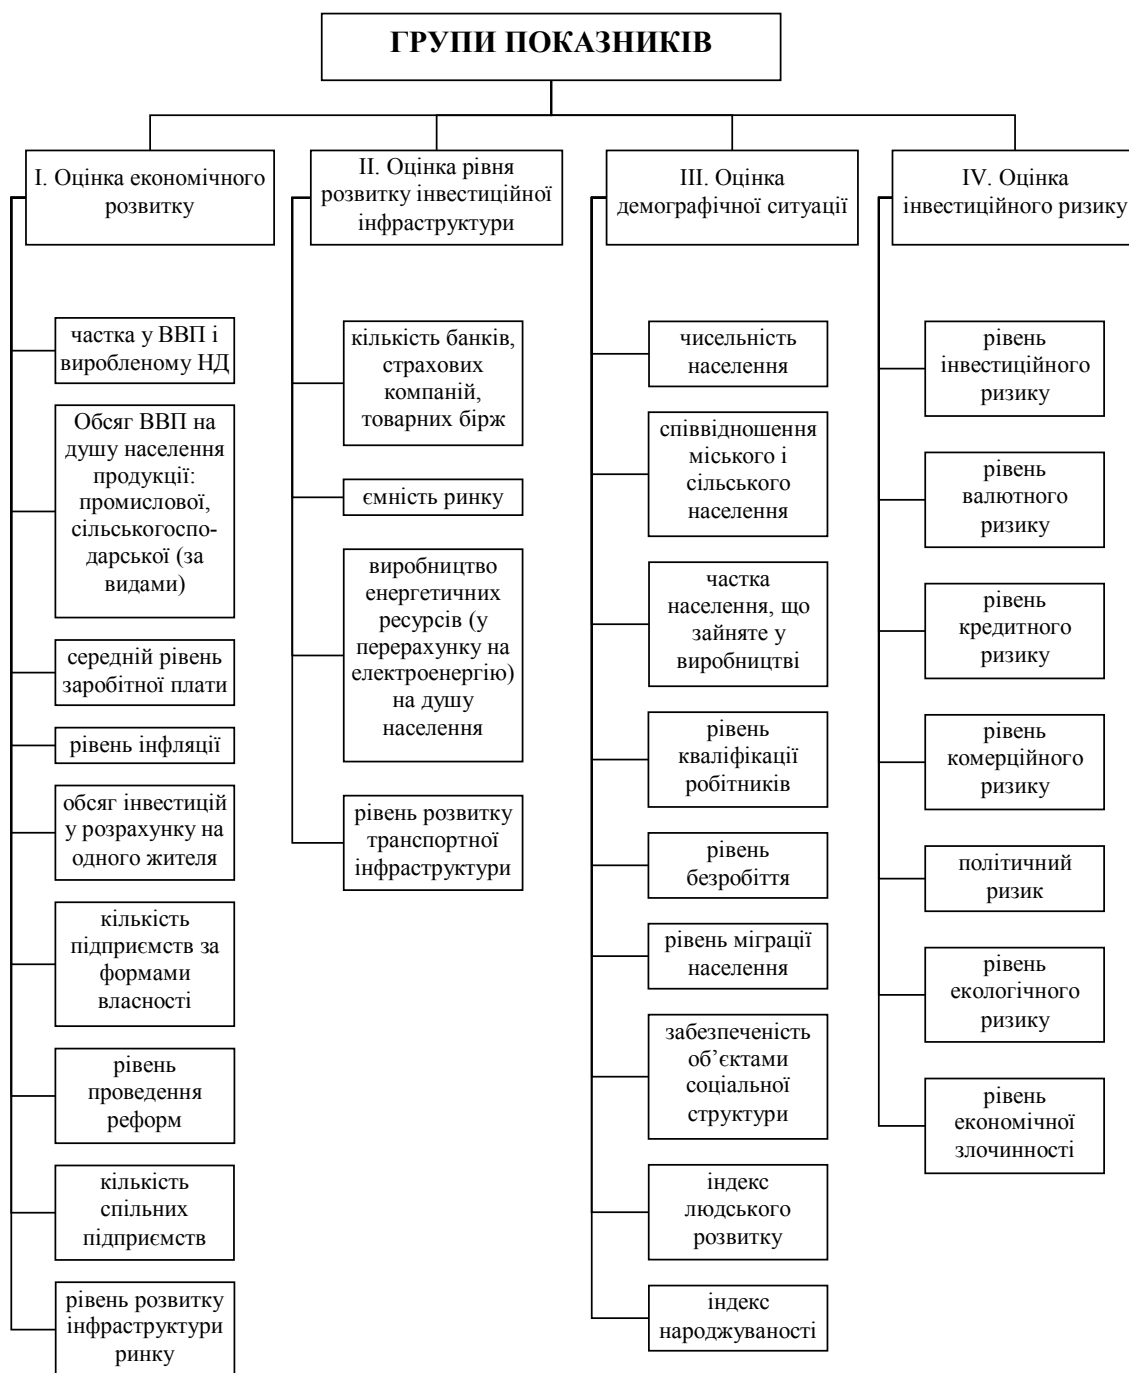 ГРУПИ ПОКАЗНИКІВ
І. Оцінка економічного
розвитку
частка у ВВП і
виробленому НД
Обсяг ВВП на
душу населення
продукції:
промислової,
сільськогоспо-
дарської (за
видами)
середній рівень
заробітної плати
рівень інфляції
обсяг інвестицій
у розрахунку на
одного жителя
кількість
підприємств за
формами
власності
рівень
проведення
реформ
кількість
спільних
підприємств
рівень розвитку
інфраструктури
ринку
ІІ. Оцінка рівня
розвитку інвестиційної
інфраструктури
кількість банків,
страхових
компаній,
товарних бірж
ємність ринку
виробництво
енергетичних
ресурсів (у
перерахунку на
електроенергію)
на душу
населення
рівень розвитку
транспортної
інфраструктури
ІІІ. Оцінка
демографічної ситуації
чисельність
населення
співвідношення
міського і
сільського
населення
частка
населення, що
зайняте у
виробництві
рівень
кваліфікації
робітників
рівень
безробіття
рівень міграції
населення
забезпеченість
об’єктами
соціальної
структури
індекс
людського
розвитку
індекс
народжуваності
IV. Оцінка
інвестиційного ризику
рівень
інвестиційного
ризику
рівень
валютного
ризику
рівень
кредитного
ризику
рівень
комерційного
ризику
політичний
ризик
рівень
екологічного
ризику
рівень
економічної
злочинності